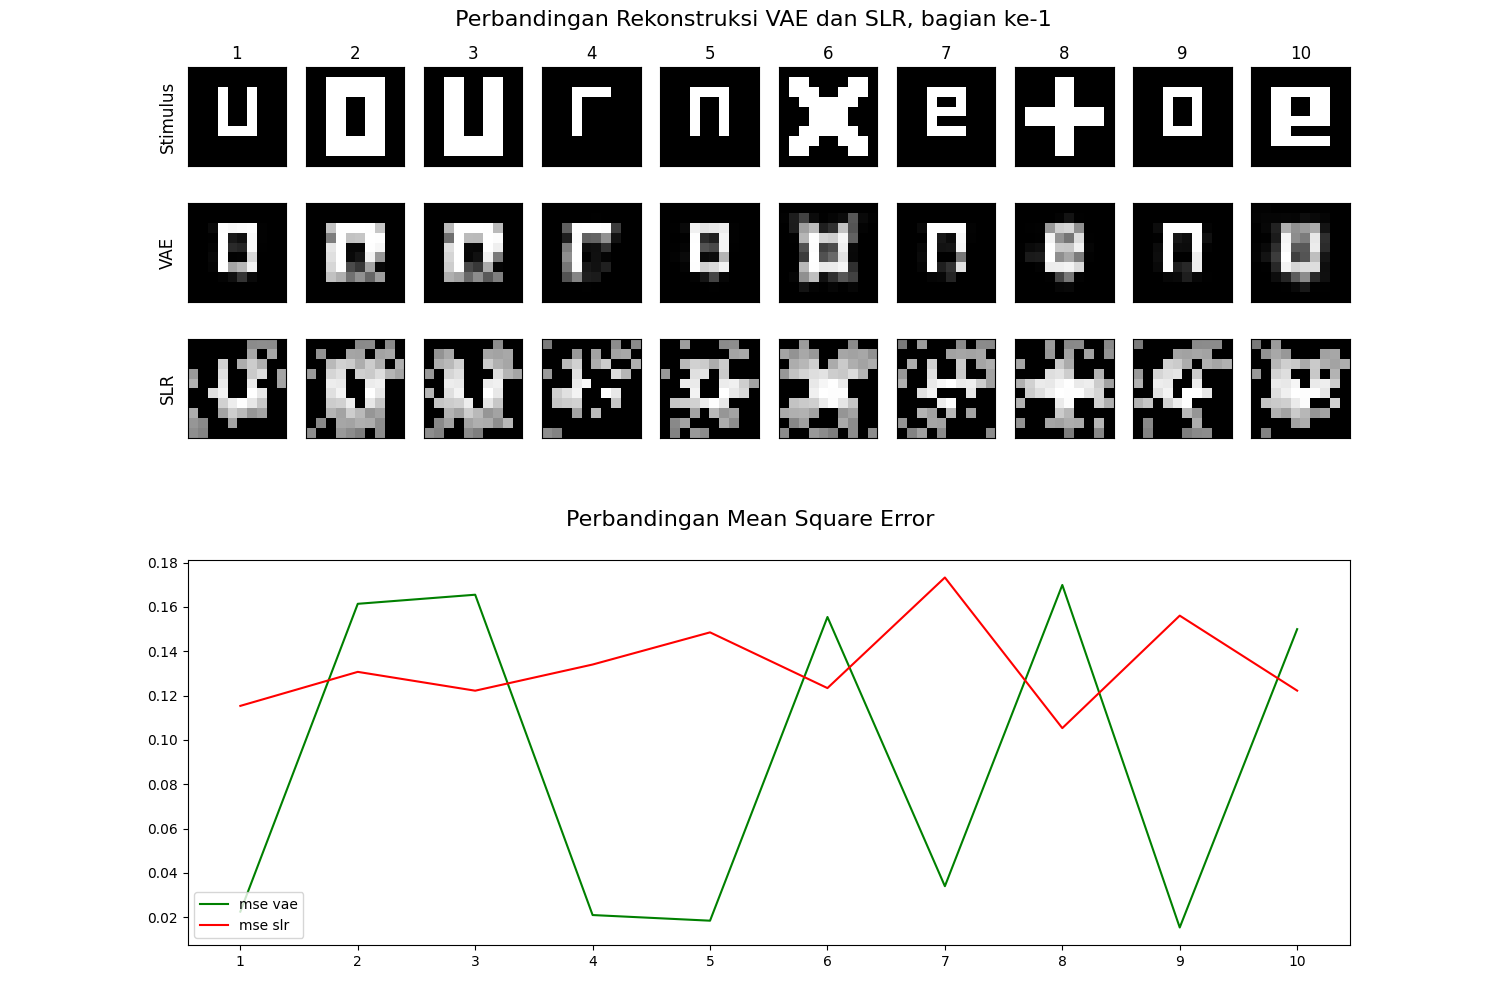 Perbandingan Rekonstruksi VAE dan SLR, bagian ke-1
1 2 3 4 5 6 7 8 9 10
Stimulus
u o u r n x e + o e
VAE
SLR
Perbandingan Mean Square Error
0.18
0.16
0.14
0.12
0.10
0.08
0.06
0.04
0.02
mse vae
mse slr
1 2 3 4 5 6 7 8 9 10